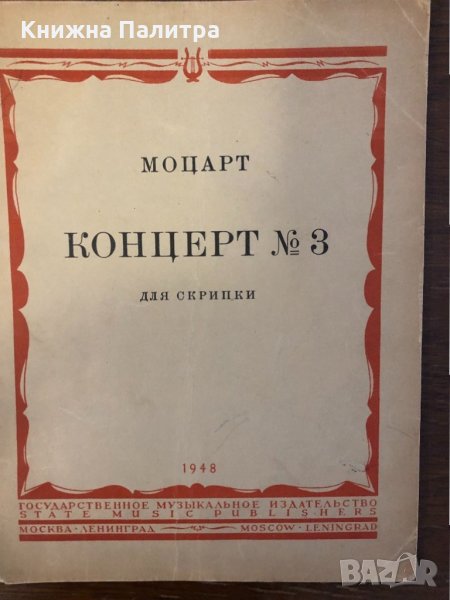 Книжна Палитра
МОЦАРТ
КОНЦЕРТ № 3
ДЛЯ СКРИПКИ
1948
ГОСУДАРСТВЕННОЕ МУЗЫКАЛЬНОЕ ИЗДАТЕЛЬСТВО
STATE MUSIC PUBLISHERS
МОСКВА · ЛЕНИНГРАД MOSCOW · LENINGRAD
BAZAR